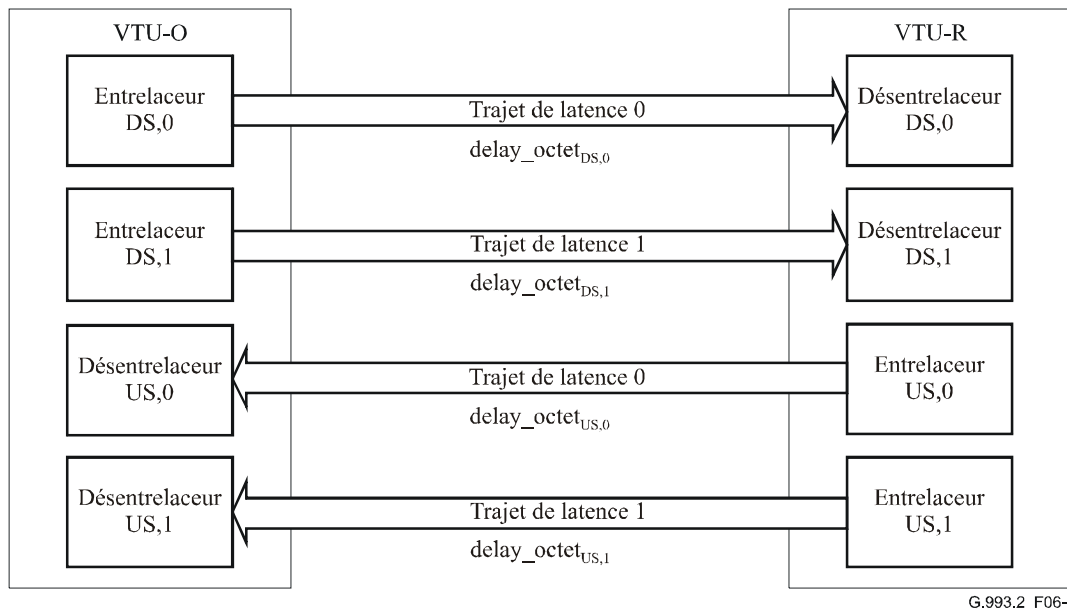 VTU-O
VTU-R
Entrelaceur
DS,0
Trajet de latence 0
delay_octetDS,0
Désentrelaceur
DS,0
Entrelaceur
DS,1
Trajet de latence 1
delay_octetDS,1
Désentrelaceur
DS,1
Désentrelaceur
US,0
Trajet de latence 0
delay_octetUS,0
Entrelaceur
US,0
Désentrelaceur
US,1
Trajet de latence 1
delay_octetUS,1
Entrelaceur
US,1
G.993.2_F06-